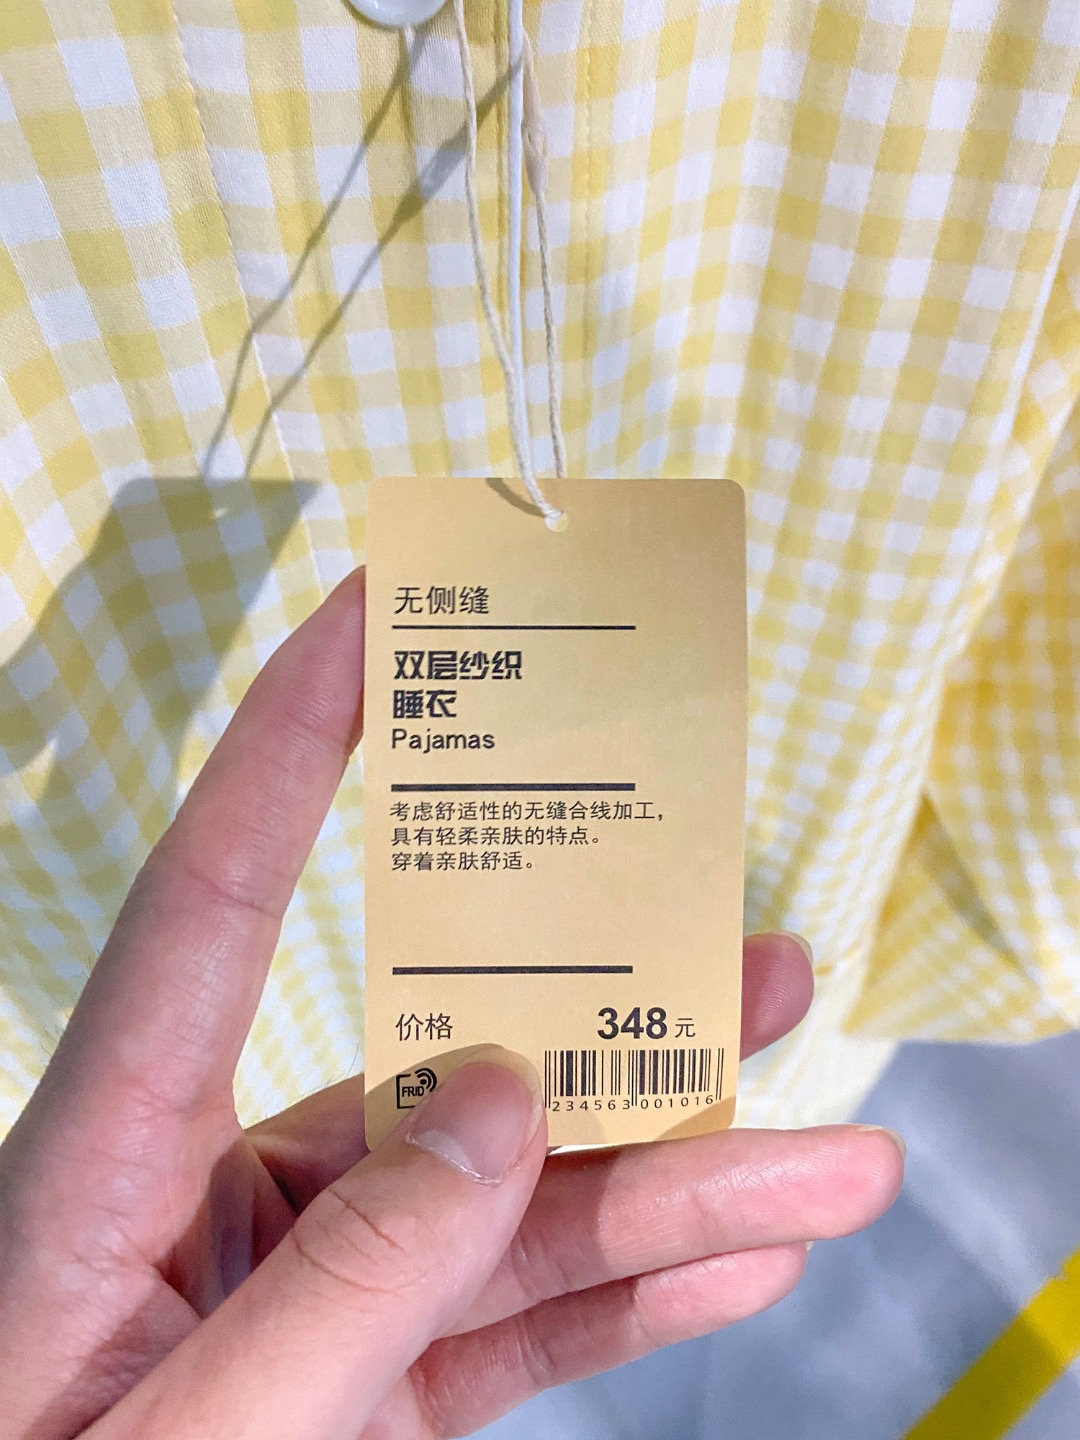 无侧缝
双层纱织
睡衣
Pajamas
考虑舒适性的无缝合线加工，
具有轻柔亲肤的特点。
穿着亲肤舒适。
价格 348元
FRID
234563 001016